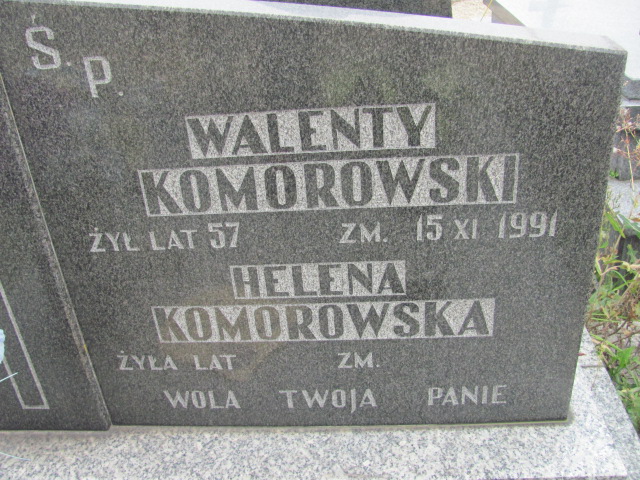 Ś.P.
WALENTY
KOMOROWSKI
ŻYŁ LAT 57 ZM. 15 XI 1991
HELENA
KOMOROWSKA
ŻYŁA LAT ZM.
WOLA TWOJA PANIE